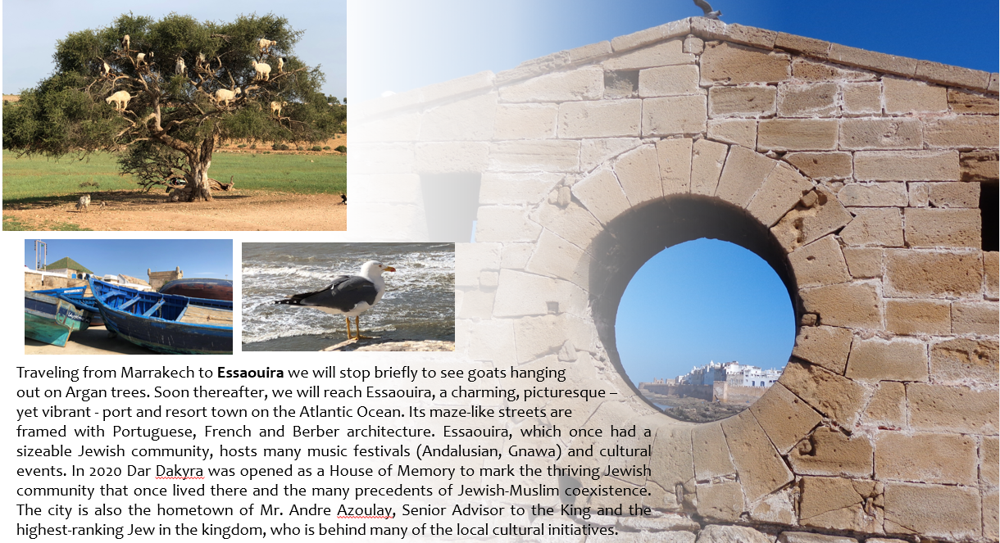 Traveling from Marrakech to Essaouira we will stop briefly to see goats hanging
out on Argan trees. Soon thereafter, we will reach Essaouira, a charming, picturesque –
yet vibrant - port and resort town on the Atlantic Ocean. Its maze-like streets are
framed with Portuguese, French and Berber architecture. Essaouira, which once had a
sizeable Jewish community, hosts many music festivals (Andalusian, Gnawa) and cultural
events. In 2020 Dar Dakyra was opened as a House of Memory to mark the thriving Jewish
community that once lived there and the many precedents of Jewish-Muslim coexistence.
The city is also the hometown of Mr. Andre Azoulay, Senior Advisor to the King and the
highest-ranking Jew in the kingdom, who is behind many of the local cultural initiatives.